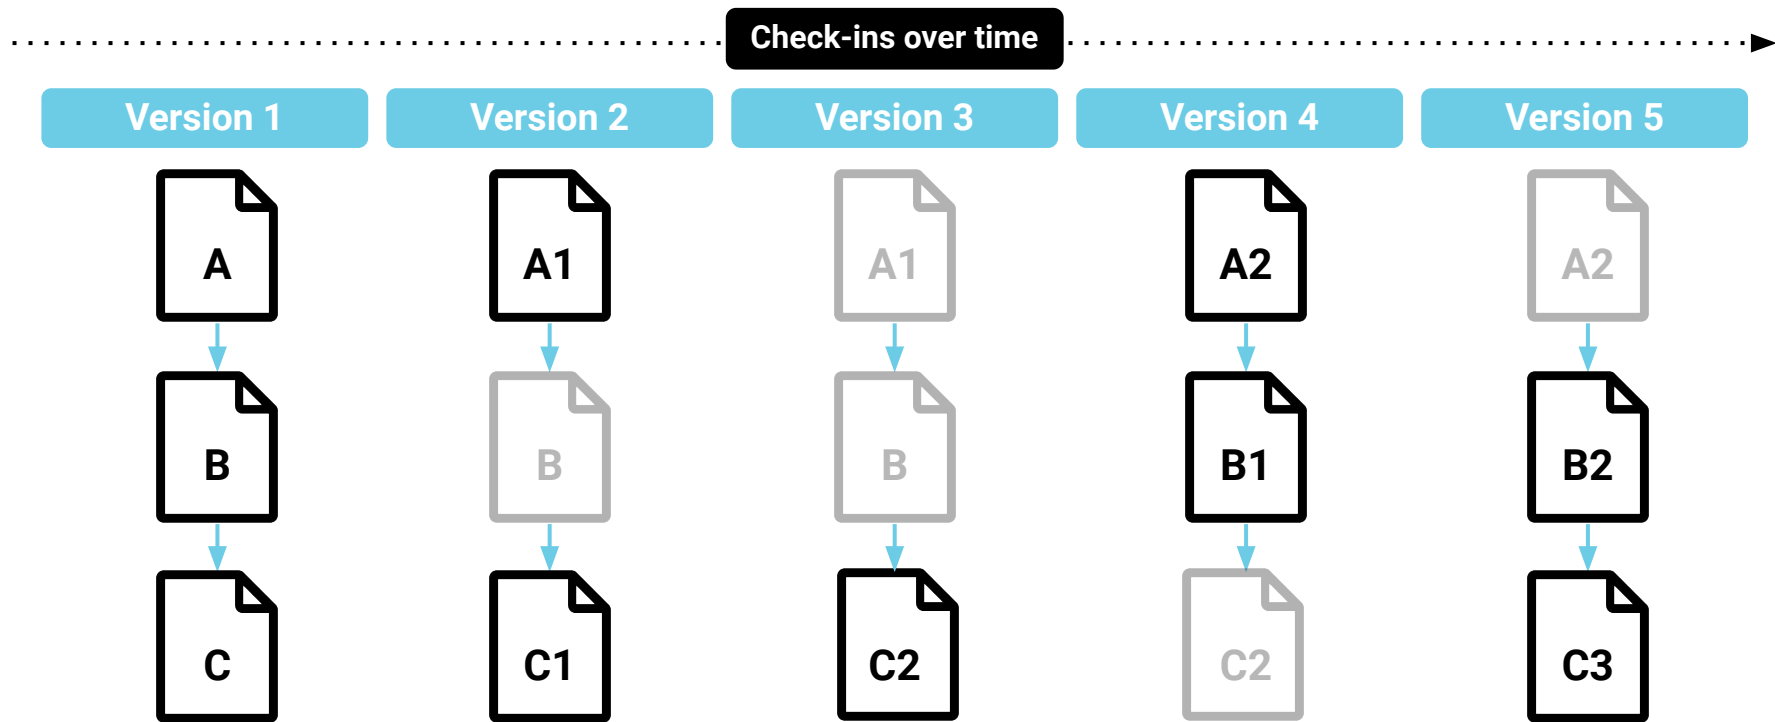 Check-ins over time
Version 1 Version 2 Version 3 Version 4 Version 5
A A1 A1 A2 A2
B B B B1 B2
C C1 C2 C2 C3